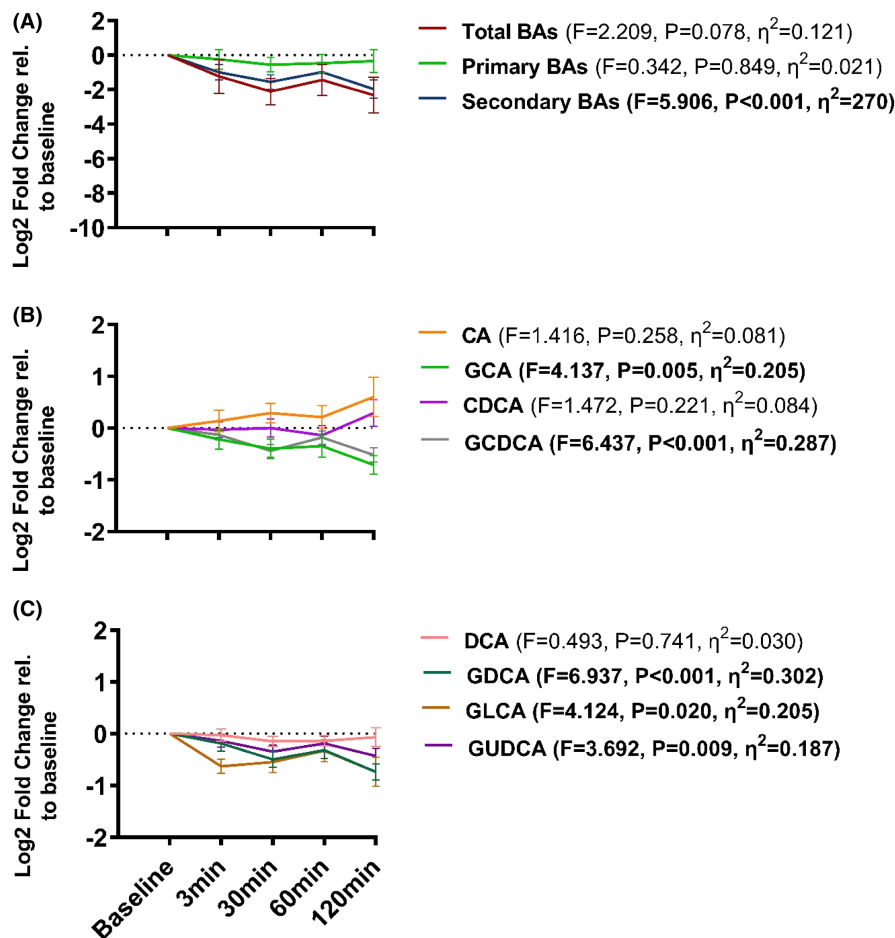 (A)
Log2 Fold Change rel.
to baseline
2
0
-2
-4
-6
-8
-10
Total BAs (F=2.209, P=0.078, η²=0.121)
Primary BAs (F=0.342, P=0.849, η²=0.021)
Secondary BAs (F=5.906, P<0.001, η²=270)
(B)
Log2 Fold Change rel.
to baseline
2
1
0
-1
-2
CA (F=1.416, P=0.258, η²=0.081)
GCA (F=4.137, P=0.005, η²=0.205)
CDCA (F=1.472, P=0.221, η²=0.084)
GCDCA (F=6.437, P<0.001, η²=0.287)
(C)
Log2 Fold Change rel.
to baseline
2
1
0
-1
-2
DCA (F=0.493, P=0.741, η²=0.030)
GDCA (F=6.937, P<0.001, η²=0.302)
GLCA (F=4.124, P=0.020, η²=0.205)
GUDCA (F=3.692, P=0.009, η²=0.187)
Baseline
3min
30min
60min
120min